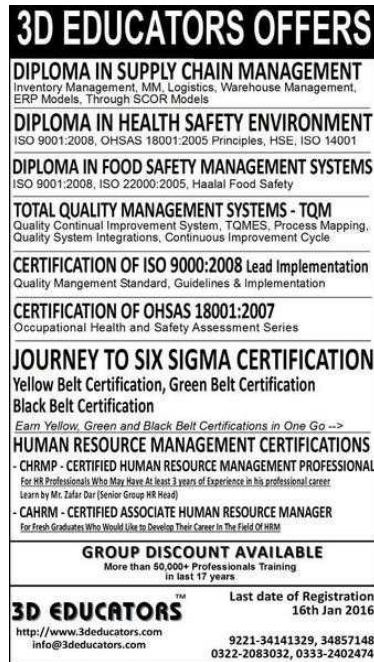 3D EDUCATORS OFFERS
DIPLOMA IN SUPPLY CHAIN MANAGEMENT
Inventory Management, MM, Logistics, Warehouse Management,
ERP Models, Through SCOR Models
DIPLOMA IN HEALTH SAFETY ENVIRONMENT
ISO 9001:2008, OHSAS 18001:2005 Principles, HSE, ISO 14001
DIPLOMA IN FOOD SAFETY MANAGEMENT SYSTEMS
ISO 9001:2008, ISO 22000:2005, Haalal Food Safety
TOTAL QUALITY MANAGEMENT SYSTEMS - TQM
Quality Continual Improvement System, TQMES, Process Mapping,
Quality System Integrations, Continuous Improvement Cycle
CERTIFICATION OF ISO 9000:2008 Lead Implementation
Quality Mangement Standard, Guidelines & Implementation
CERTIFICATION OF OHSAS 18001:2007
Occupational Health and Safety Assessment Series
JOURNEY TO SIX SIGMA CERTIFICATION
Yellow Belt Certification, Green Belt Certification
Black Belt Certification
Earn Yellow, Green and Black Belt Certifications in One Go -->
HUMAN RESOURCE MANAGEMENT CERTIFICATIONS
- CHRMP - CERTIFIED HUMAN RESOURCE MANAGEMENT PROFESSIONAL
For HR Professionals Who May Have At least 3 years of Experience in his professional career
Learn by Mr. Zafar Dar (Senior Group HR Head)
- CAHRM - CERTIFIED ASSOCIATE HUMAN RESOURCE MANAGER
For Fresh Graduates Who Would Like to Develop Their Career In The Field Of HRM
GROUP DISCOUNT AVAILABLE
More than 50,000+ Professionals Training
in last 17 years
3D EDUCATORS™
http://www.3deducators.com
info@3deducators.com
Last date of Registration
16th Jan 2016
9221-34141329, 34857148
0322-2083032, 0333-2402474